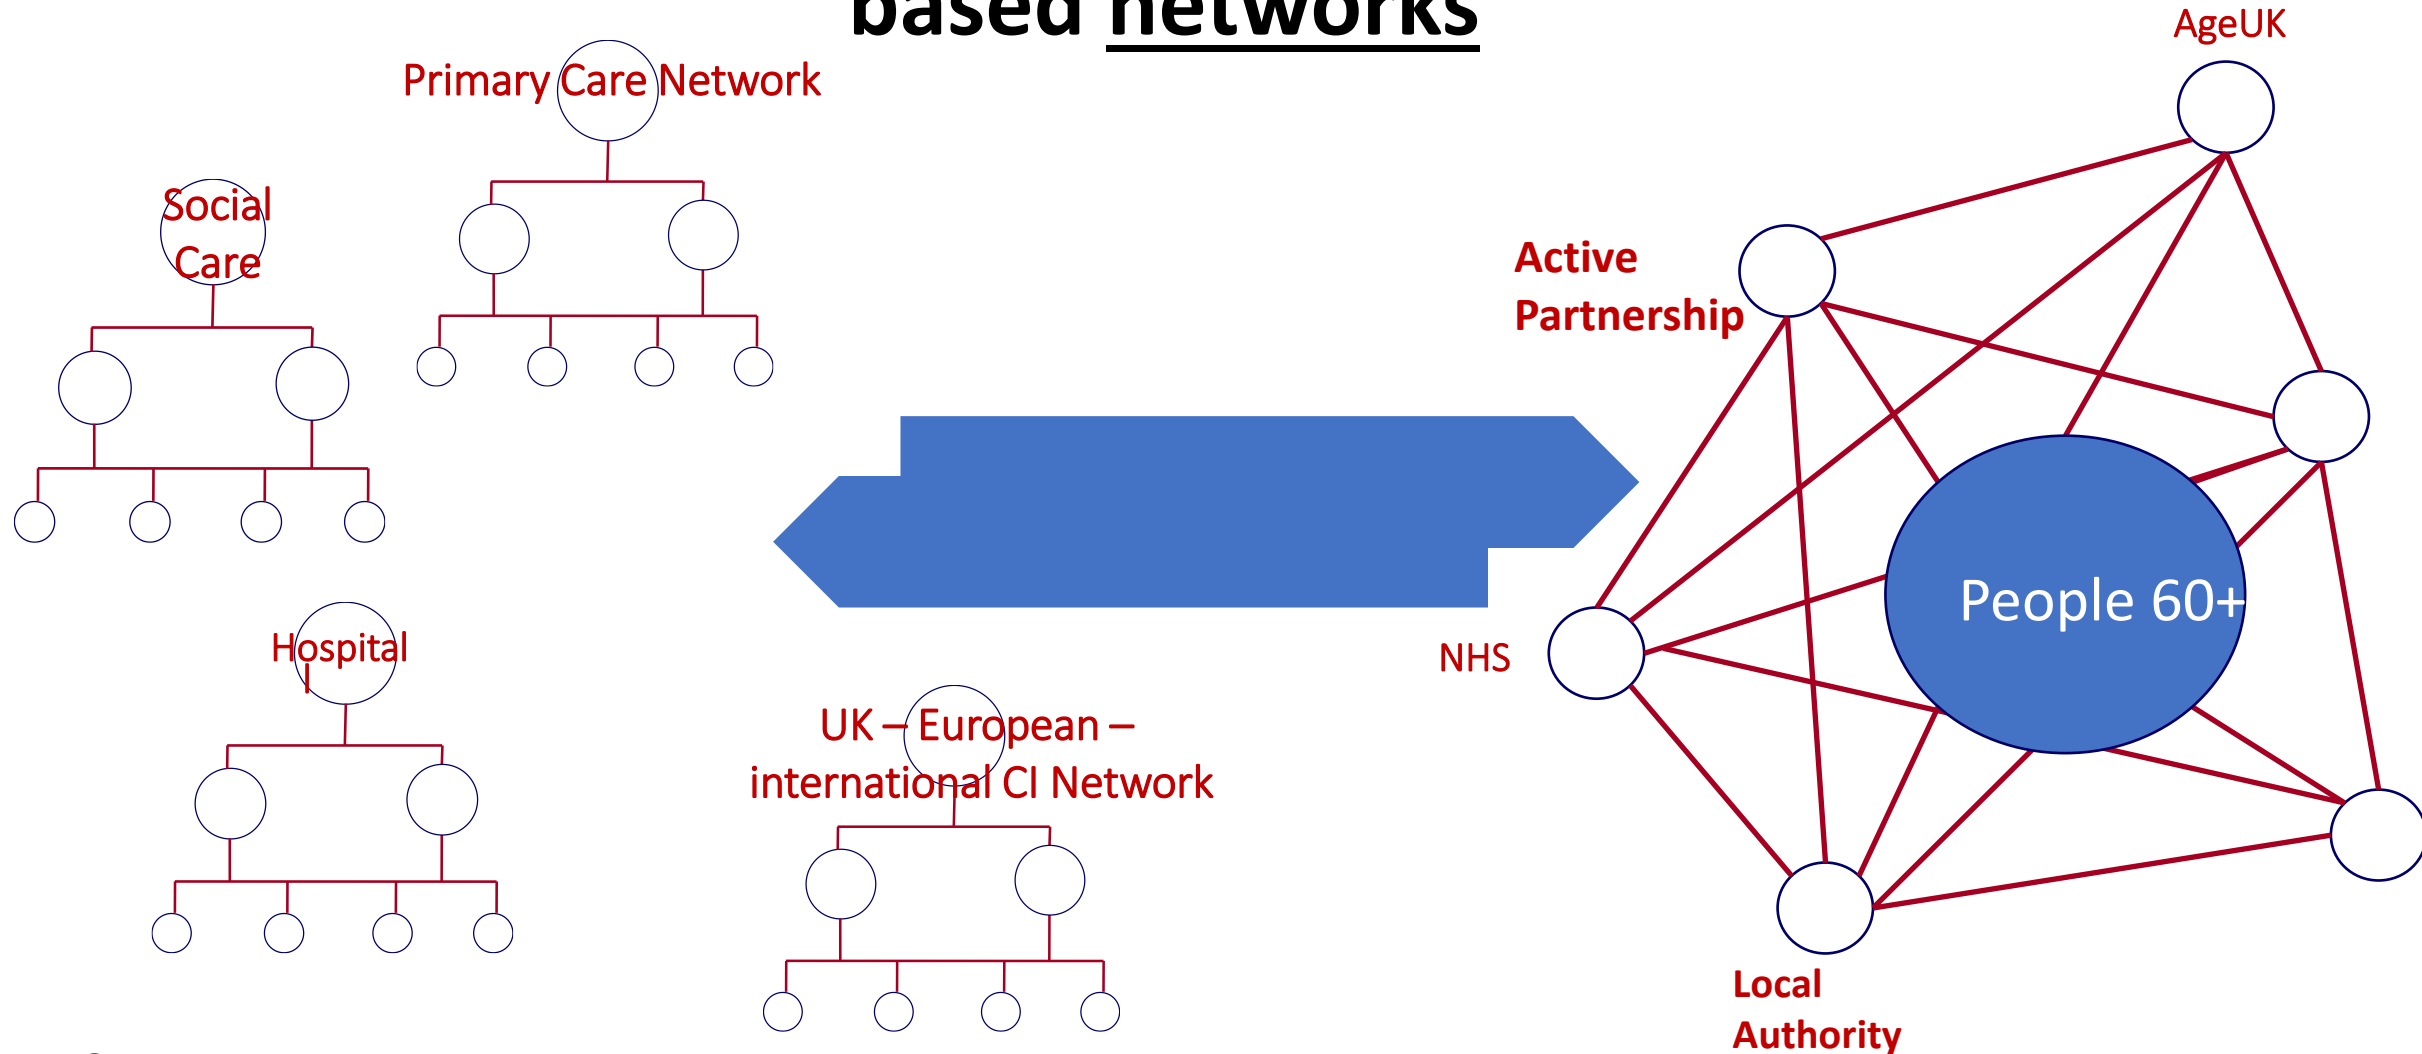 based networks
AgeUK
Primary Care Network
Social
Care
Active
Partnership
People 60+
Hospital
l
NHS
UK – European –
international CI Network
Local
Authority